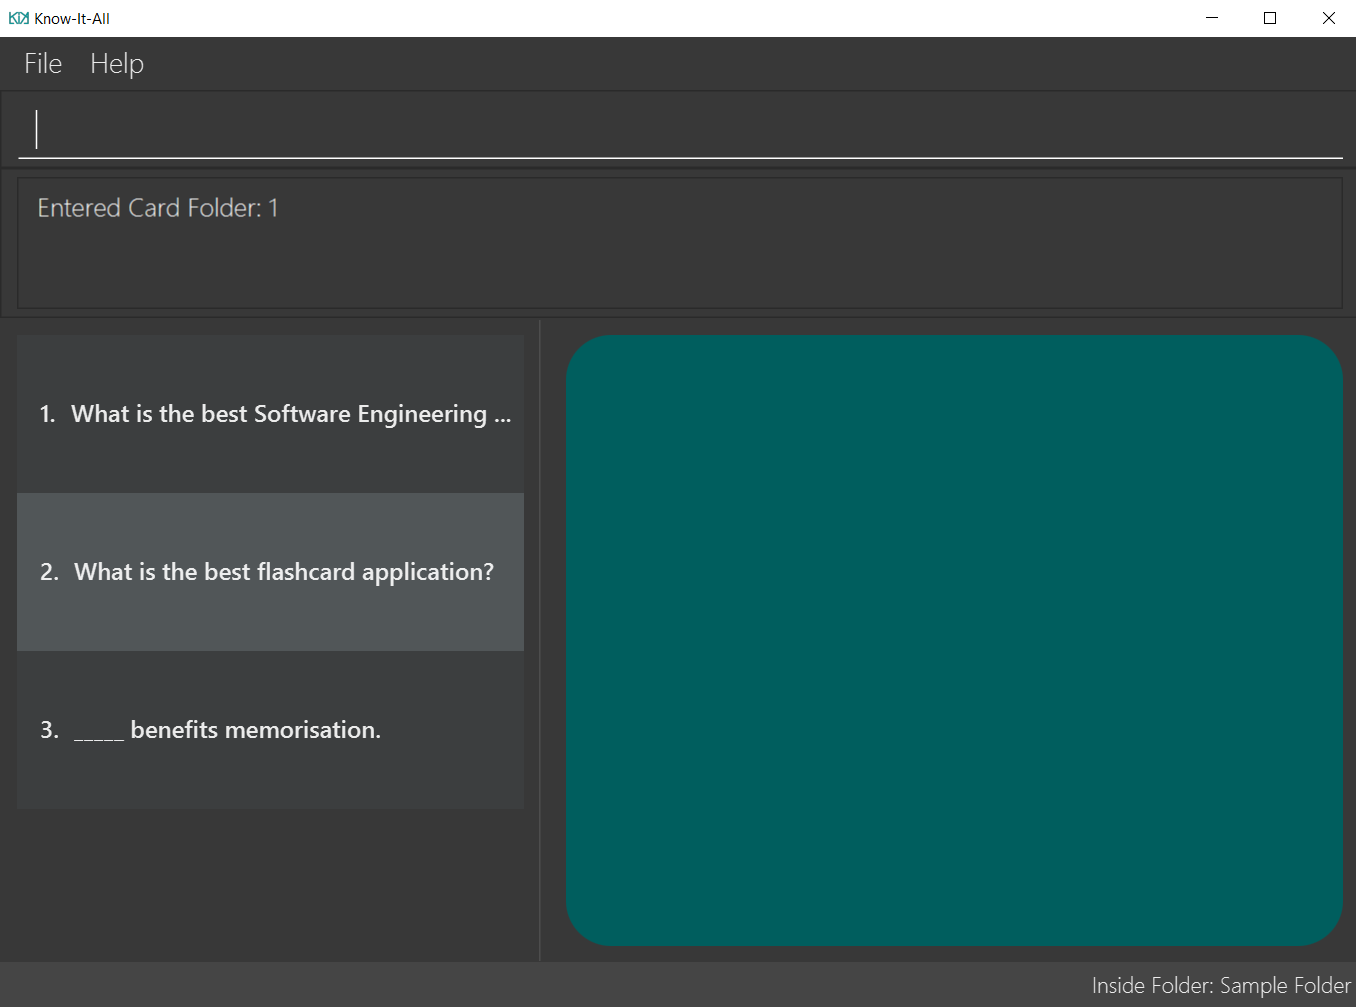 Know-It-All
File Help
Entered Card Folder: 1
1. What is the best Software Engineering ...
2. What is the best flashcard application?
3. _____ benefits memorisation.
Inside Folder: Sample Folder